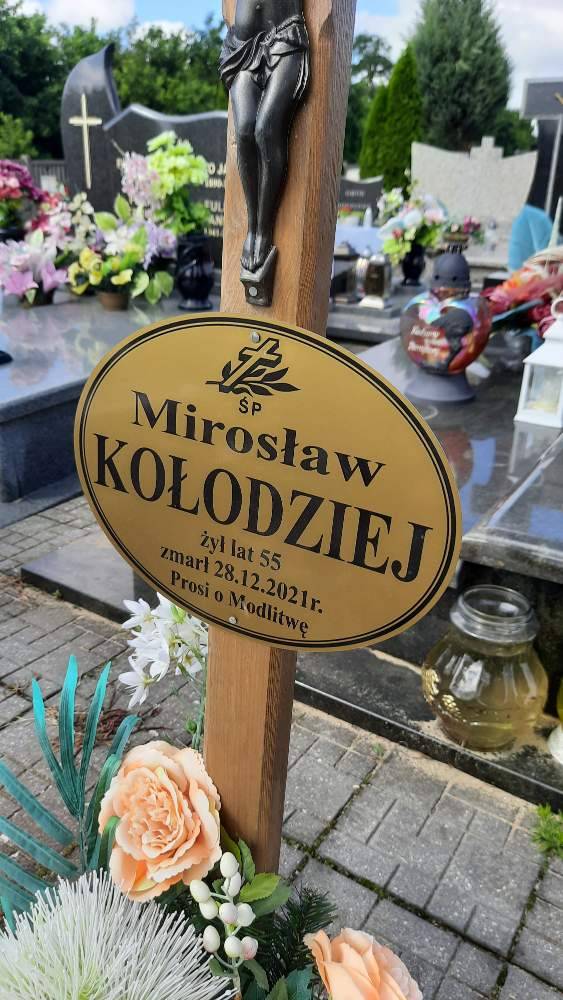 ŚP
Mirosław
KOŁODZIEJ
żył lat 55
zmarł 28.12.2021r.
Prosi o Modlitwę